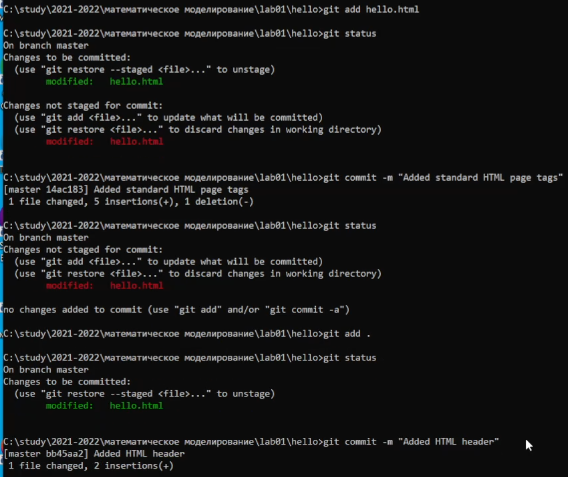 C:\study\2021-2022\математическое моделирование\lab01\hello>git add hello.html
C:\study\2021-2022\математическое моделирование\lab01\hello>git status
On branch master
Changes to be committed:
(use "git restore --staged <file>..." to unstage)
modified: hello.html
Changes not staged for commit:
(use "git add <file>..." to update what will be committed)
(use "git restore <file>..." to discard changes in working directory)
modified: hello.html
C:\study\2021-2022\математическое моделирование\lab01\hello>git commit -m "Added standard HTML page tags"
[master 14ac183] Added standard HTML page tags
1 file changed, 5 insertions(+), 1 deletion(-)
C:\study\2021-2022\математическое моделирование\lab01\hello>git status
On branch master
Changes not staged for commit:
(use "git add <file>..." to update what will be committed)
(use "git restore <file>..." to discard changes in working directory)
modified: hello.html
no changes added to commit (use "git add" and/or "git commit -a")
C:\study\2021-2022\математическое моделирование\lab01\hello>git add .
C:\study\2021-2022\математическое моделирование\lab01\hello>git status
On branch master
Changes to be committed:
(use "git restore --staged <file>..." to unstage)
modified: hello.html
C:\study\2021-2022\математическое моделирование\lab01\hello>git commit -m "Added HTML header"
[master bb45aa2] Added HTML header
1 file changed, 2 insertions(+)